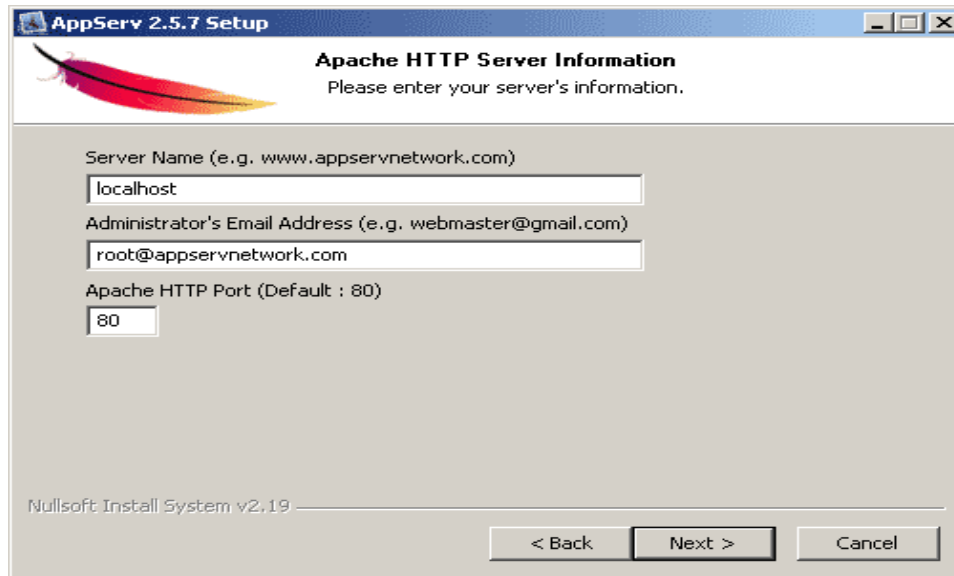 AppServ 2.5.7 Setup
Apache HTTP Server Information
Please enter your server's information.
Server Name (e.g. www.appservnetwork.com)
localhost
Administrator's Email Address (e.g. webmaster@gmail.com)
root@appservnetwork.com
Apache HTTP Port (Default : 80)
80
Nullsoft Install System v2.19
< Back Next > Cancel